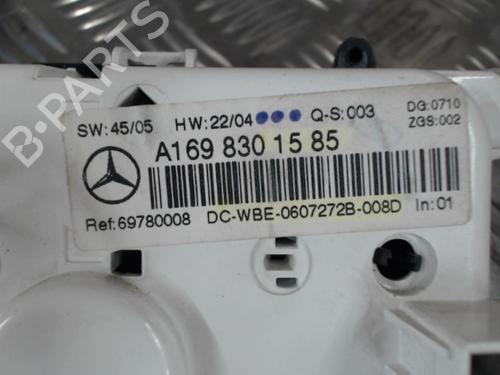 SW:45/05 HW:22/04 Q-S:003 DG:0710
ZGS:002
A169 830 15 85
Ref:69780008 DC-WBE-0607272B-008D In:01
B-PARTS